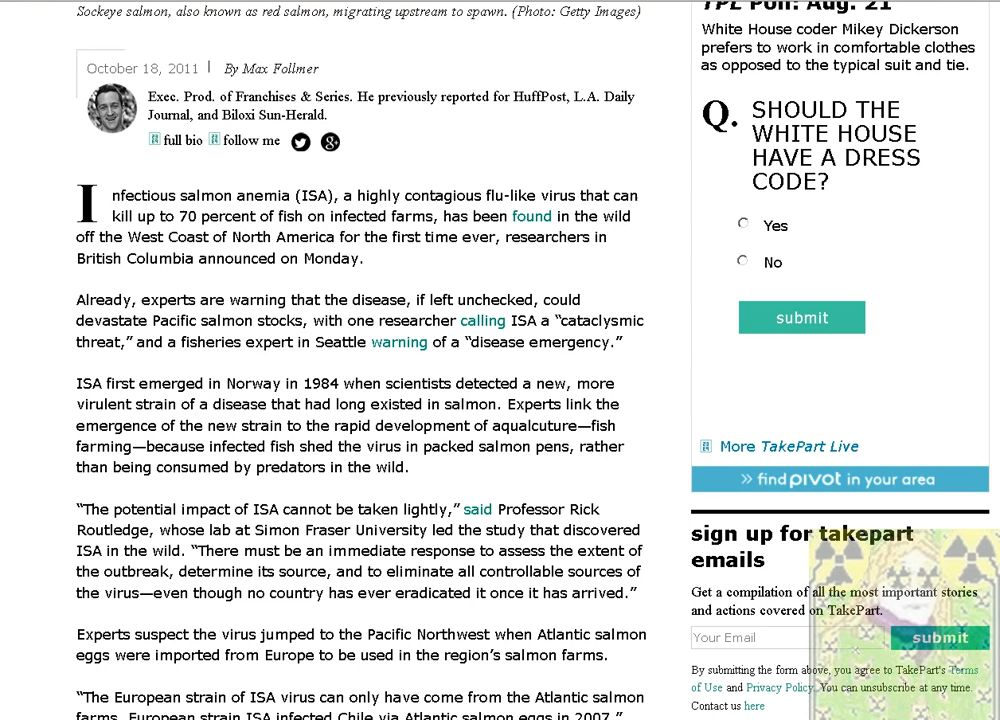 Sockeye salmon, also known as red salmon, migrating upstream to spawn. (Photo: Getty Images)
October 18, 2011 | By Max Follmer
Exec. Prod. of Franchises & Series. He previously reported for HuffPost, L.A. Daily
Journal, and Biloxi Sun-Herald.
full bio follow me
Infectious salmon anemia (ISA), a highly contagious flu-like virus that can
kill up to 70 percent of fish on infected farms, has been found in the wild
off the West Coast of North America for the first time ever, researchers in
British Columbia announced on Monday.
Already, experts are warning that the disease, if left unchecked, could
devastate Pacific salmon stocks, with one researcher calling ISA a “cataclysmic
threat,” and a fisheries expert in Seattle warning of a “disease emergency.”
ISA first emerged in Norway in 1984 when scientists detected a new, more
virulent strain of a disease that had long existed in salmon. Experts link the
emergence of the new strain to the rapid development of aqualcuture—fish
farming—because infected fish shed the virus in packed salmon pens, rather
than being consumed by predators in the wild.
“The potential impact of ISA cannot be taken lightly,” said Professor Rick
Routledge, whose lab at Simon Fraser University led the study that discovered
ISA in the wild. “There must be an immediate response to assess the extent of
the outbreak, determine its source, and to eliminate all controllable sources of
the virus—even though no country has ever eradicated it once it has arrived.”
Experts suspect the virus jumped to the Pacific Northwest when Atlantic salmon
eggs were imported from Europe to be used in the region’s salmon farms.
“The European strain of ISA virus can only have come from the Atlantic salmon
farms. European strain ISA infected Chile via Atlantic salmon eggs in 2007,”
TPL Poll: Aug. 21
White House coder Mikey Dickerson
prefers to work in comfortable clothes
as opposed to the typical suit and tie.
Q. SHOULD THE
WHITE HOUSE
HAVE A DRESS
CODE?
Yes
No
submit
More TakePart Live
>> find pivot in your area
sign up for takepart
emails
Get a compilation of all the most important stories
and actions covered on TakePart.
Your Email submit
By submitting the form above, you agree to TakePart's Terms
of Use and Privacy Policy. You can unsubscribe at any time.
Contact us here